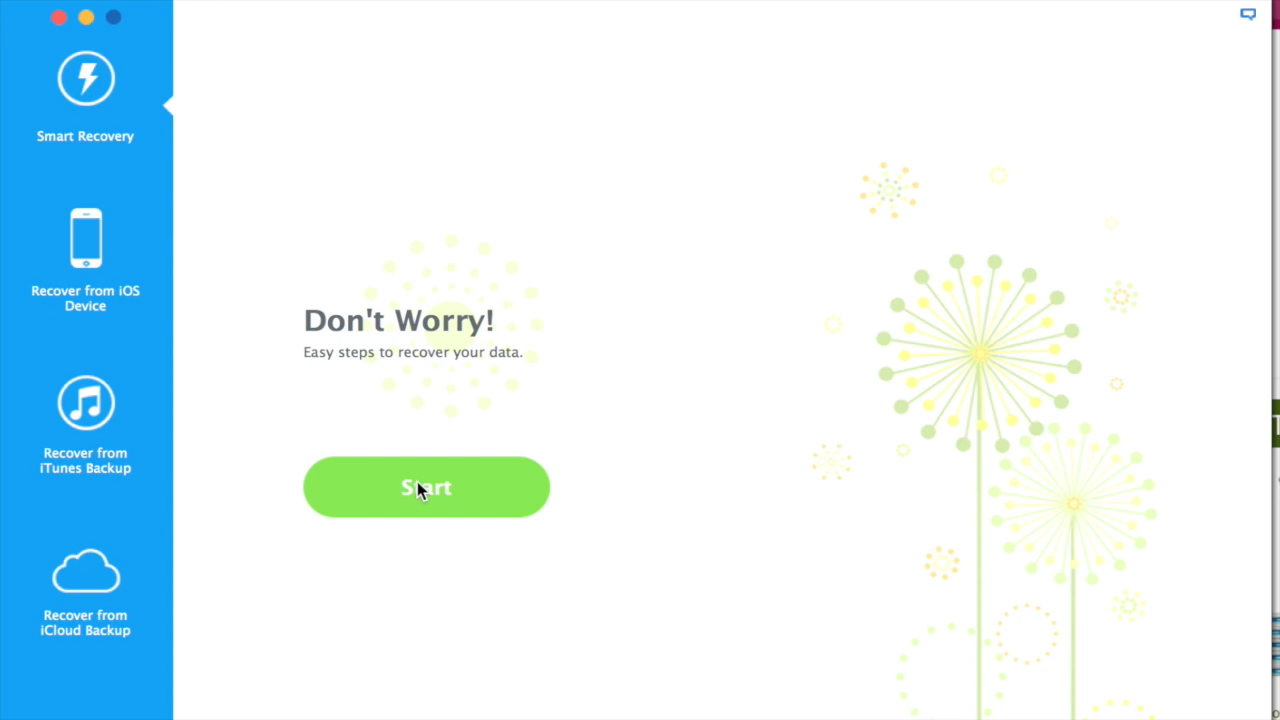 Smart Recovery
Recover from iOS
Device
Recover from
iTunes Backup
Recover from
iCloud Backup
Don't Worry!
Easy steps to recover your data.
Start